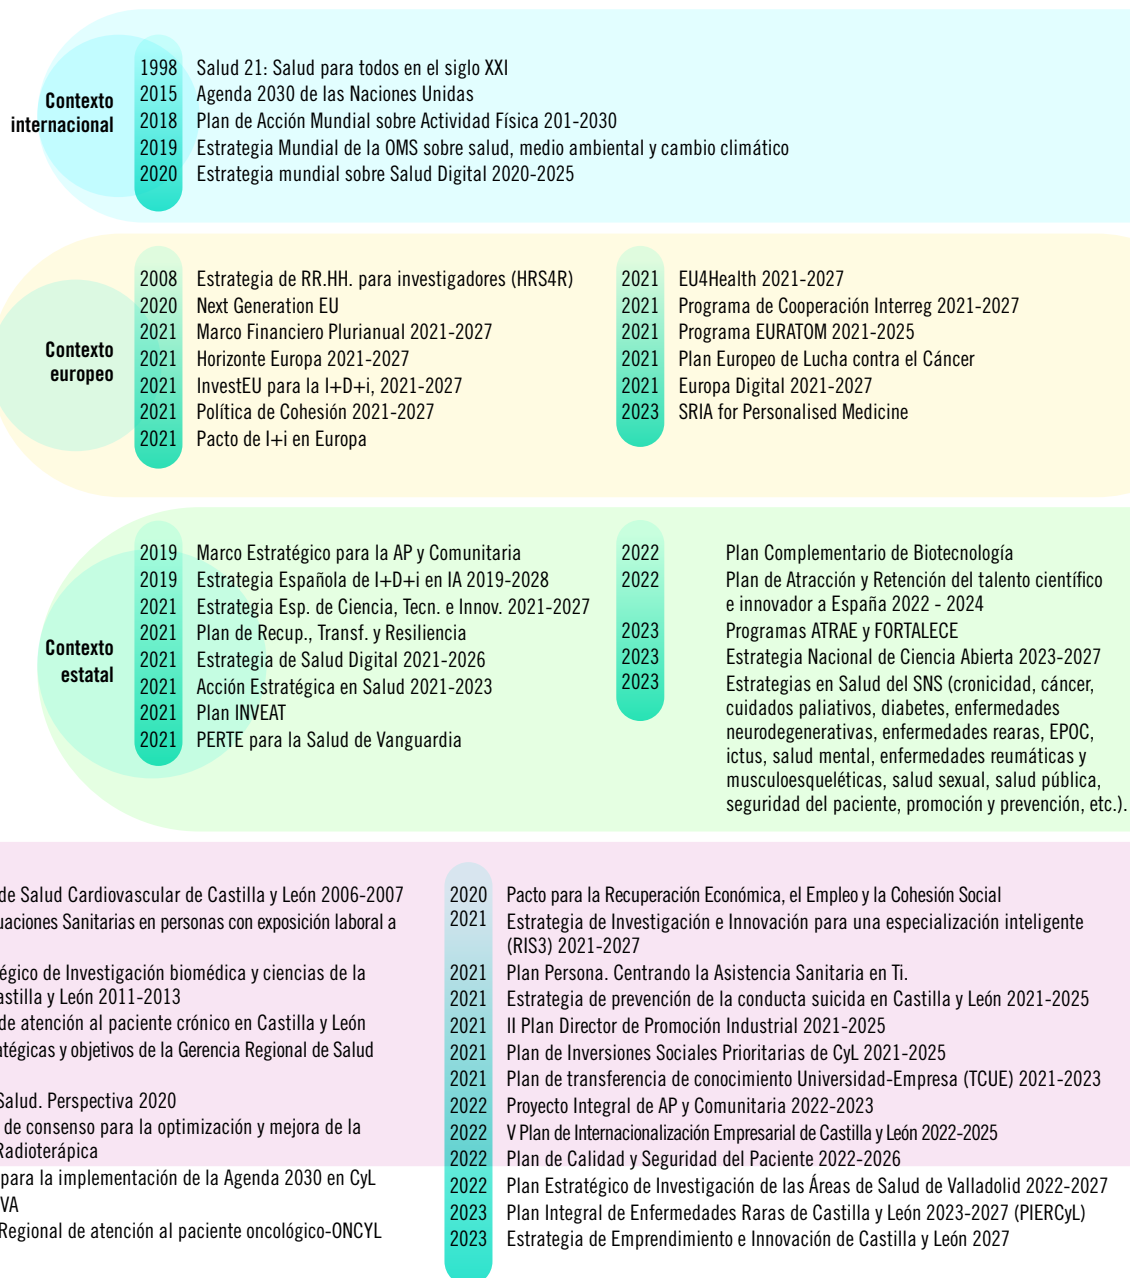 Contexto
internacional
1998 Salud 21: Salud para todos en el siglo XXI
2015 Agenda 2030 de las Naciones Unidas
2018 Plan de Acción Mundial sobre Actividad Física 201-2030
2019 Estrategia Mundial de la OMS sobre salud, medio ambiental y cambio climático
2020 Estrategia mundial sobre Salud Digital 2020-2025
Contexto
europeo
2008 Estrategia de RR.HH. para investigadores (HRS4R)
2020 Next Generation EU
2021 Marco Financiero Plurianual 2021-2027
2021 Horizonte Europa 2021-2027
2021 InvestEU para la I+D+i, 2021-2027
2021 Política de Cohesión 2021-2027
2021 Pacto de I+i en Europa
2021 EU4Health 2021-2027
2021 Programa de Cooperación Interreg 2021-2027
2021 Programa EURATOM 2021-2025
2021 Plan Europeo de Lucha contra el Cáncer
2021 Europa Digital 2021-2027
2023 SRIA for Personalised Medicine
Contexto
estatal
2019 Marco Estratégico para la AP y Comunitaria
2019 Estrategia Española de I+D+i en IA 2019-2028
2021 Estrategia Esp. de Ciencia, Tecn. e Innov. 2021-2027
2021 Plan de Recup., Transf. y Resiliencia
2021 Estrategia de Salud Digital 2021-2026
2021 Acción Estratégica en Salud 2021-2023
2021 Plan INVEAT
2021 PERTE para la Salud de Vanguardia
2022 Plan Complementario de Biotecnología
2022 Plan de Atracción y Retención del talento científico
e innovador a España 2022 - 2024
2023 Programas ATRAE y FORTALECE
2023 Estrategia Nacional de Ciencia Abierta 2023-2027
2023 Estrategias en Salud del SNS (cronicidad, cáncer,
cuidados paliativos, diabetes, enfermedades
neurodegenerativas, enfermedades rearas, EPOC,
ictus, salud mental, enfermedades reumáticas y
musculoesqueléticas, salud sexual, salud pública,
seguridad del paciente, promoción y prevención, etc.).
de Salud Cardiovascular de Castilla y León 2006-2007
uaciones Sanitarias en personas con exposición laboral a
égico de Investigación biomédica y ciencias de la
astilla y León 2011-2013
de atención al paciente crónico en Castilla y León
atégicas y objetivos de la Gerencia Regional de Salud
Salud. Perspectiva 2020
de consenso para la optimización y mejora de la
Radioterápica
para la implementación de la Agenda 2030 en CyL
VA
Regional de atención al paciente oncológico-ONCYL
2020 Pacto para la Recuperación Económica, el Empleo y la Cohesión Social
2021 Estrategia de Investigación e Innovación para una especialización inteligente
(RIS3) 2021-2027
2021 Plan Persona. Centrando la Asistencia Sanitaria en Ti.
2021 Estrategia de prevención de la conducta suicida en Castilla y León 2021-2025
2021 II Plan Director de Promoción Industrial 2021-2025
2021 Plan de Inversiones Sociales Prioritarias de CyL 2021-2025
2021 Plan de transferencia de conocimiento Universidad-Empresa (TCUE) 2021-2023
2022 Proyecto Integral de AP y Comunitaria 2022-2023
2022 V Plan de Internacionalización Empresarial de Castilla y León 2022-2025
2022 Plan de Calidad y Seguridad del Paciente 2022-2026
2022 Plan Estratégico de Investigación de las Áreas de Salud de Valladolid 2022-2027
2023 Plan Integral de Enfermedades Raras de Castilla y León 2023-2027 (PIERCyL)
2023 Estrategia de Emprendimiento e Innovación de Castilla y León 2027